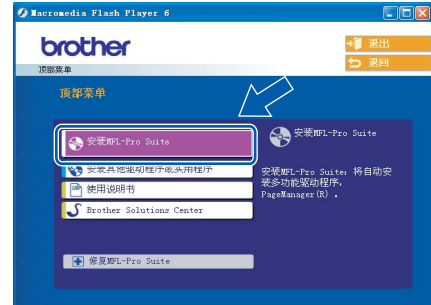 Macromedia Flash Player 6
brother
退出
退回
顶部菜单
顶部菜单
安装MFL-Pro Suite
安装其他驱动程序或实用程序
使用说明书
Brother Solutions Center
修复MFL-Pro Suite
安装MFL-Pro Suite
安装MFL-Pro Suite：将自动安
装多功能驱动程序，
PageManager(R) 。